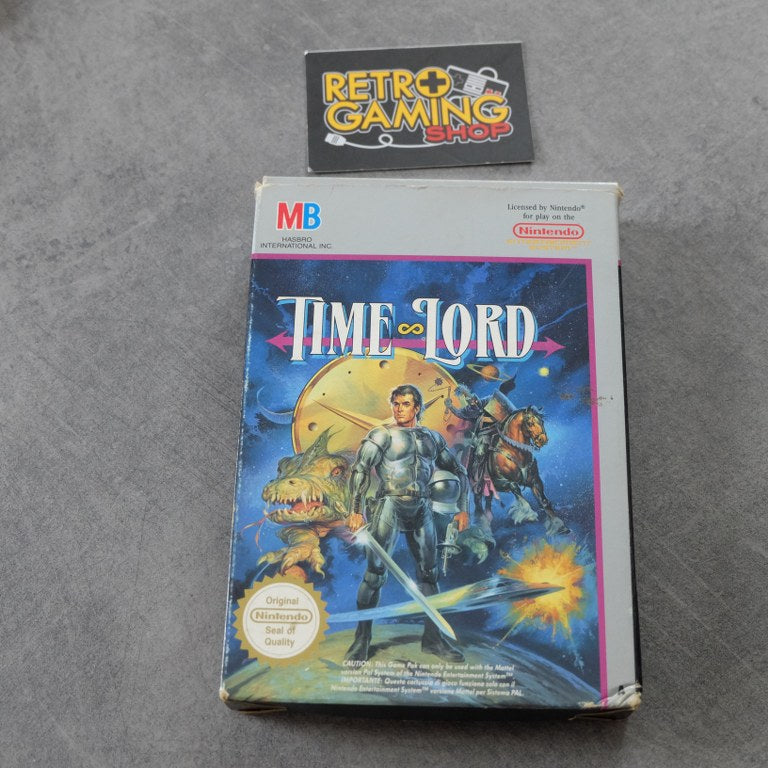 RETRO
GAMING
SHOP
MB
HASBRO
INTERNATIONAL INC.
Licensed by Nintendo®
for play on the
Nintendo
TIME ∞ LORD
Original
Nintendo
Seal of
Quality
CAUTION: This Game Pak can only be used with the Mattel
version Pal System of the Nintendo Entertainment System™
IMPORTANTE: Questa cartuccia di gioco funziona solo con il
Nintendo Entertainment System™ versione Mattel per Sistema PAL.